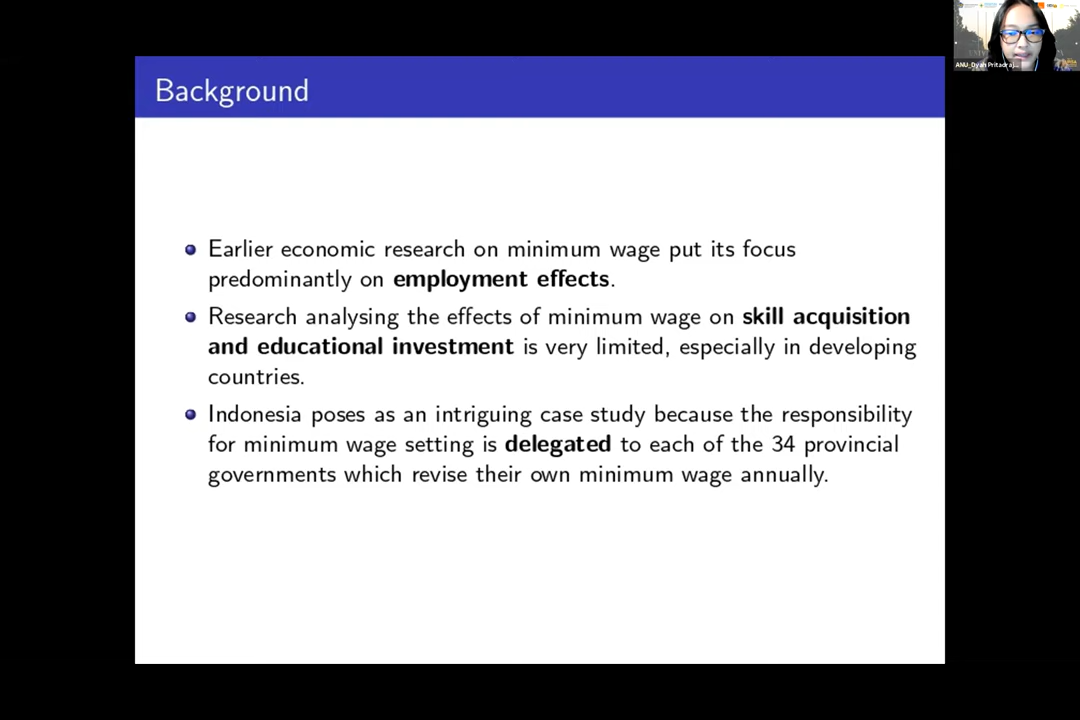 Background
Earlier economic research on minimum wage put its focus
predominantly on employment effects.
Research analysing the effects of minimum wage on skill acquisition
and educational investment is very limited, especially in developing
countries.
Indonesia poses as an intriguing case study because the responsibility
for minimum wage setting is delegated to each of the 34 provincial
governments which revise their own minimum wage annually.